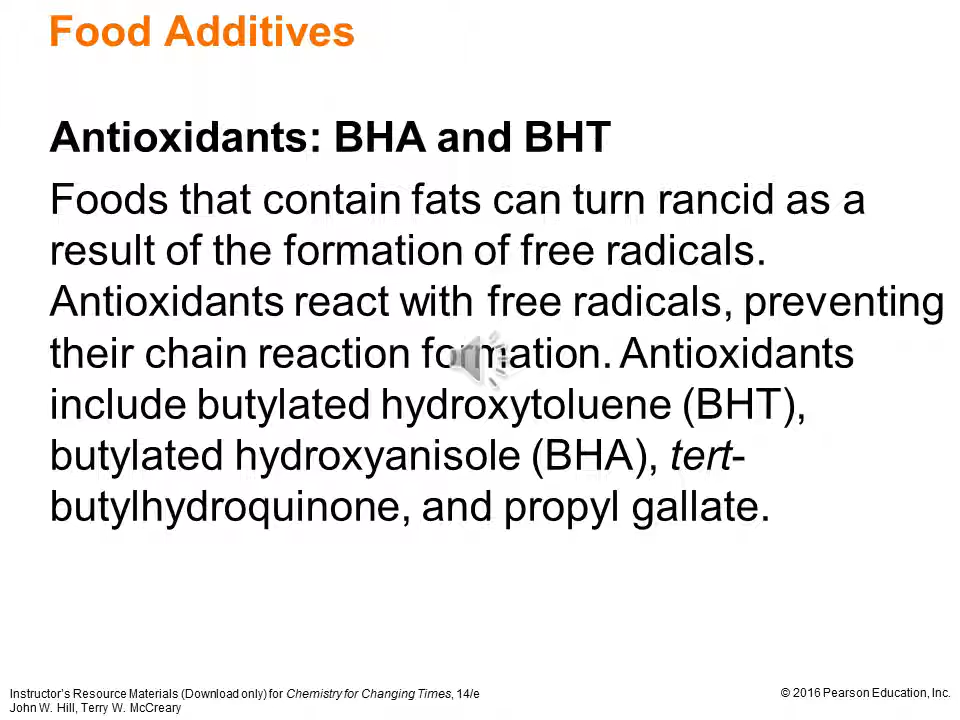 Food Additives
Antioxidants: BHA and BHT
Foods that contain fats can turn rancid as a
result of the formation of free radicals.
Antioxidants react with free radicals, preventing
their chain reaction formation. Antioxidants
include butylated hydroxytoluene (BHT),
butylated hydroxyanisole (BHA), tert-
butylhydroquinone, and propyl gallate.
Instructor's Resource Materials (Download only) for Chemistry for Changing Times, 14/e
John W. Hill, Terry W. McCreary
© 2016 Pearson Education, Inc.